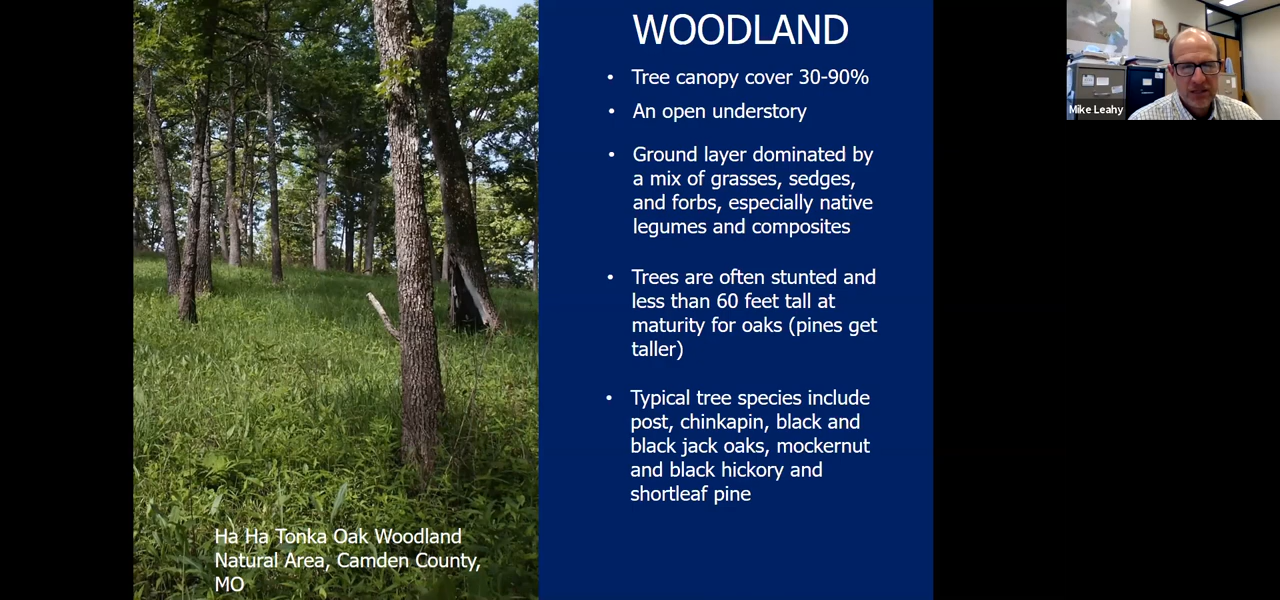 WOODLAND
• Tree canopy cover 30-90%
• An open understory
• Ground layer dominated by
a mix of grasses, sedges,
and forbs, especially native
legumes and composites
• Trees are often stunted and
less than 60 feet tall at
maturity for oaks (pines get
taller)
• Typical tree species include
post, chinkapin, black and
black jack oaks, mockernut
and black hickory and
shortleaf pine
Ha Ha Tonka Oak Woodland
Natural Area, Camden County,
MO
Mike Leahy